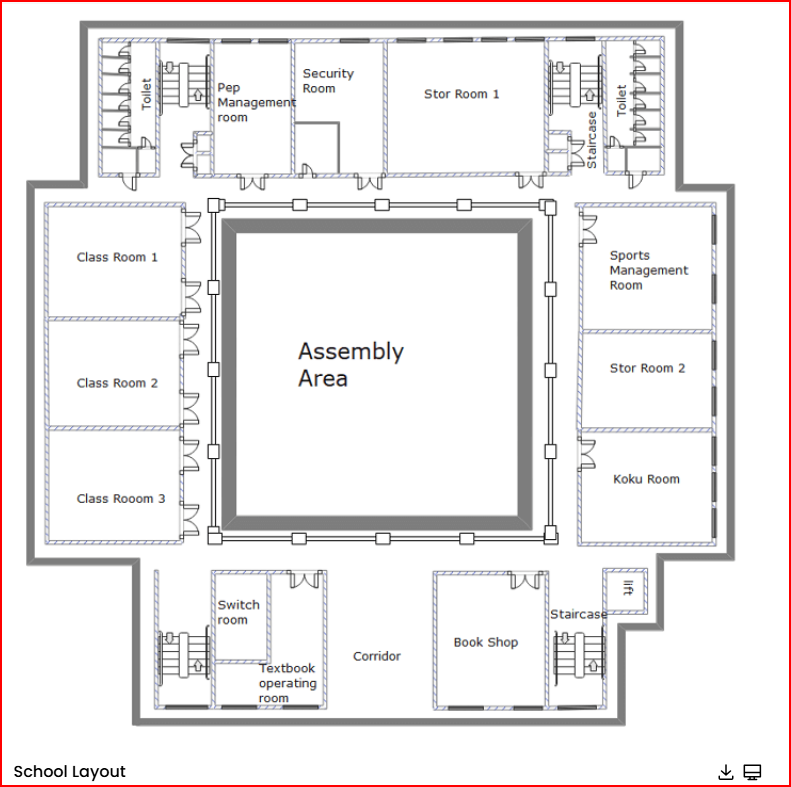 Toilet
Pep
Management
room
Security
Room
Stor Room 1
Staircase
Toilet
Class Room 1
Sports
Management
Room
Assembly
Area
Class Room 2
Stor Room 2
Class Rooom 3
Koku Room
Switch
room
lift
Staircase
Textbook
operating
room
Corridor
Book Shop
School Layout